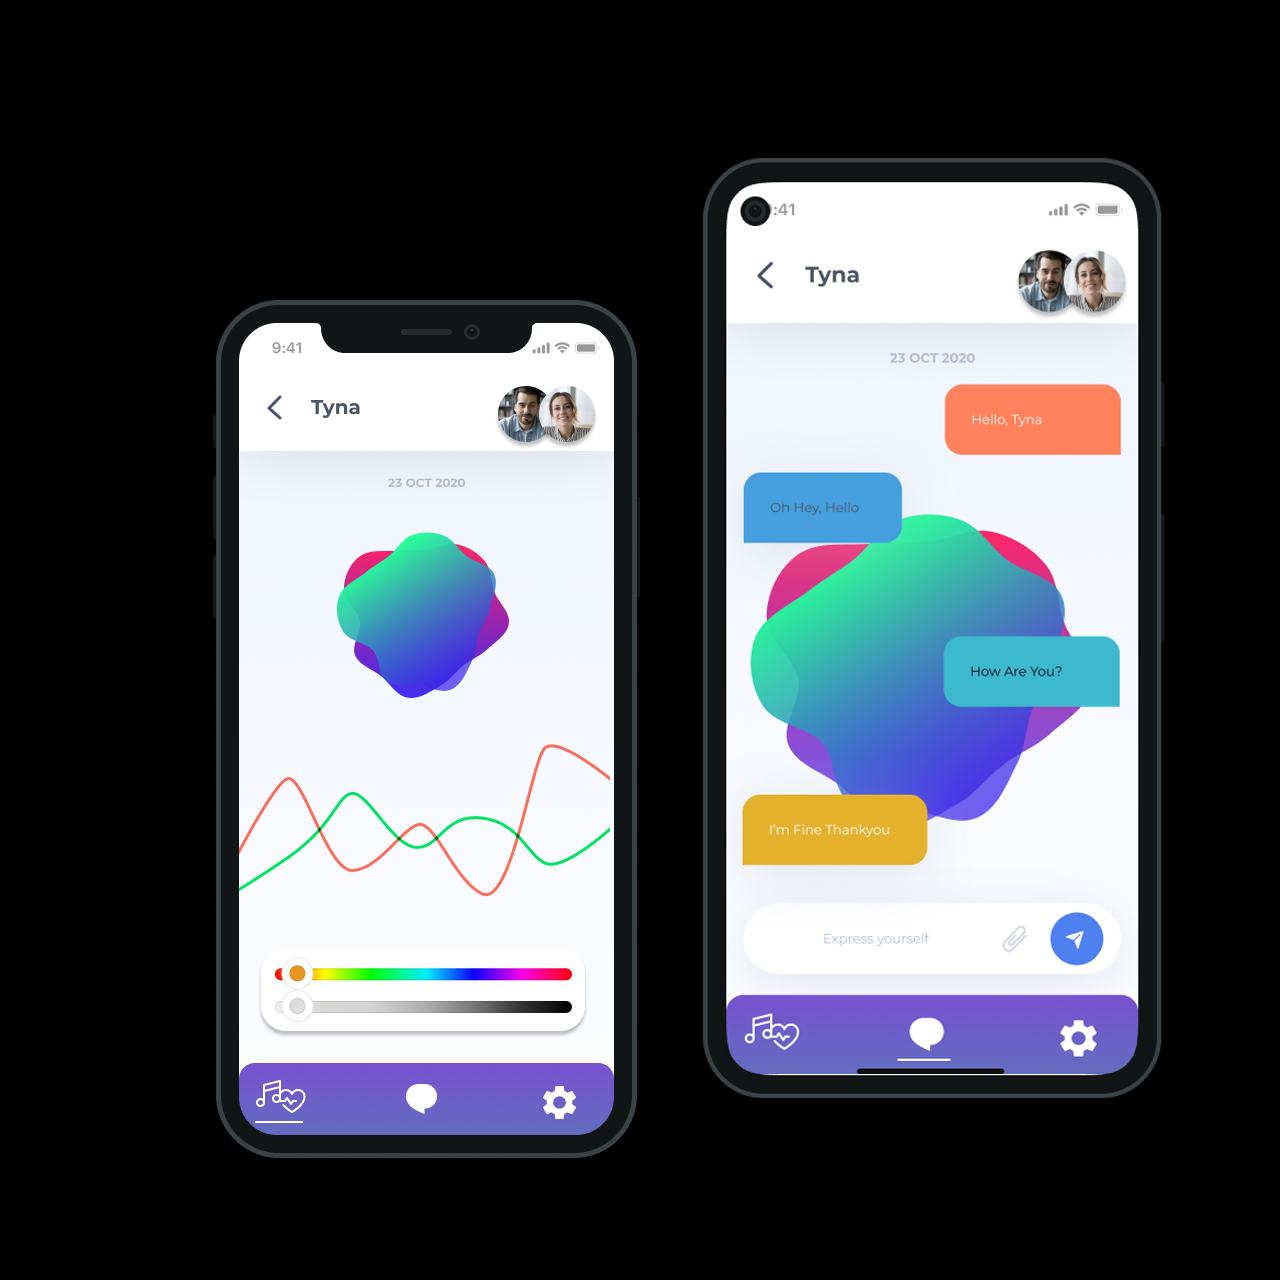 9:41
Tyna
23 OCT 2020
:41
Tyna
23 OCT 2020
Hello, Tyna
Oh Hey, Hello
How Are You?
I'm Fine Thankyou
Express yourself